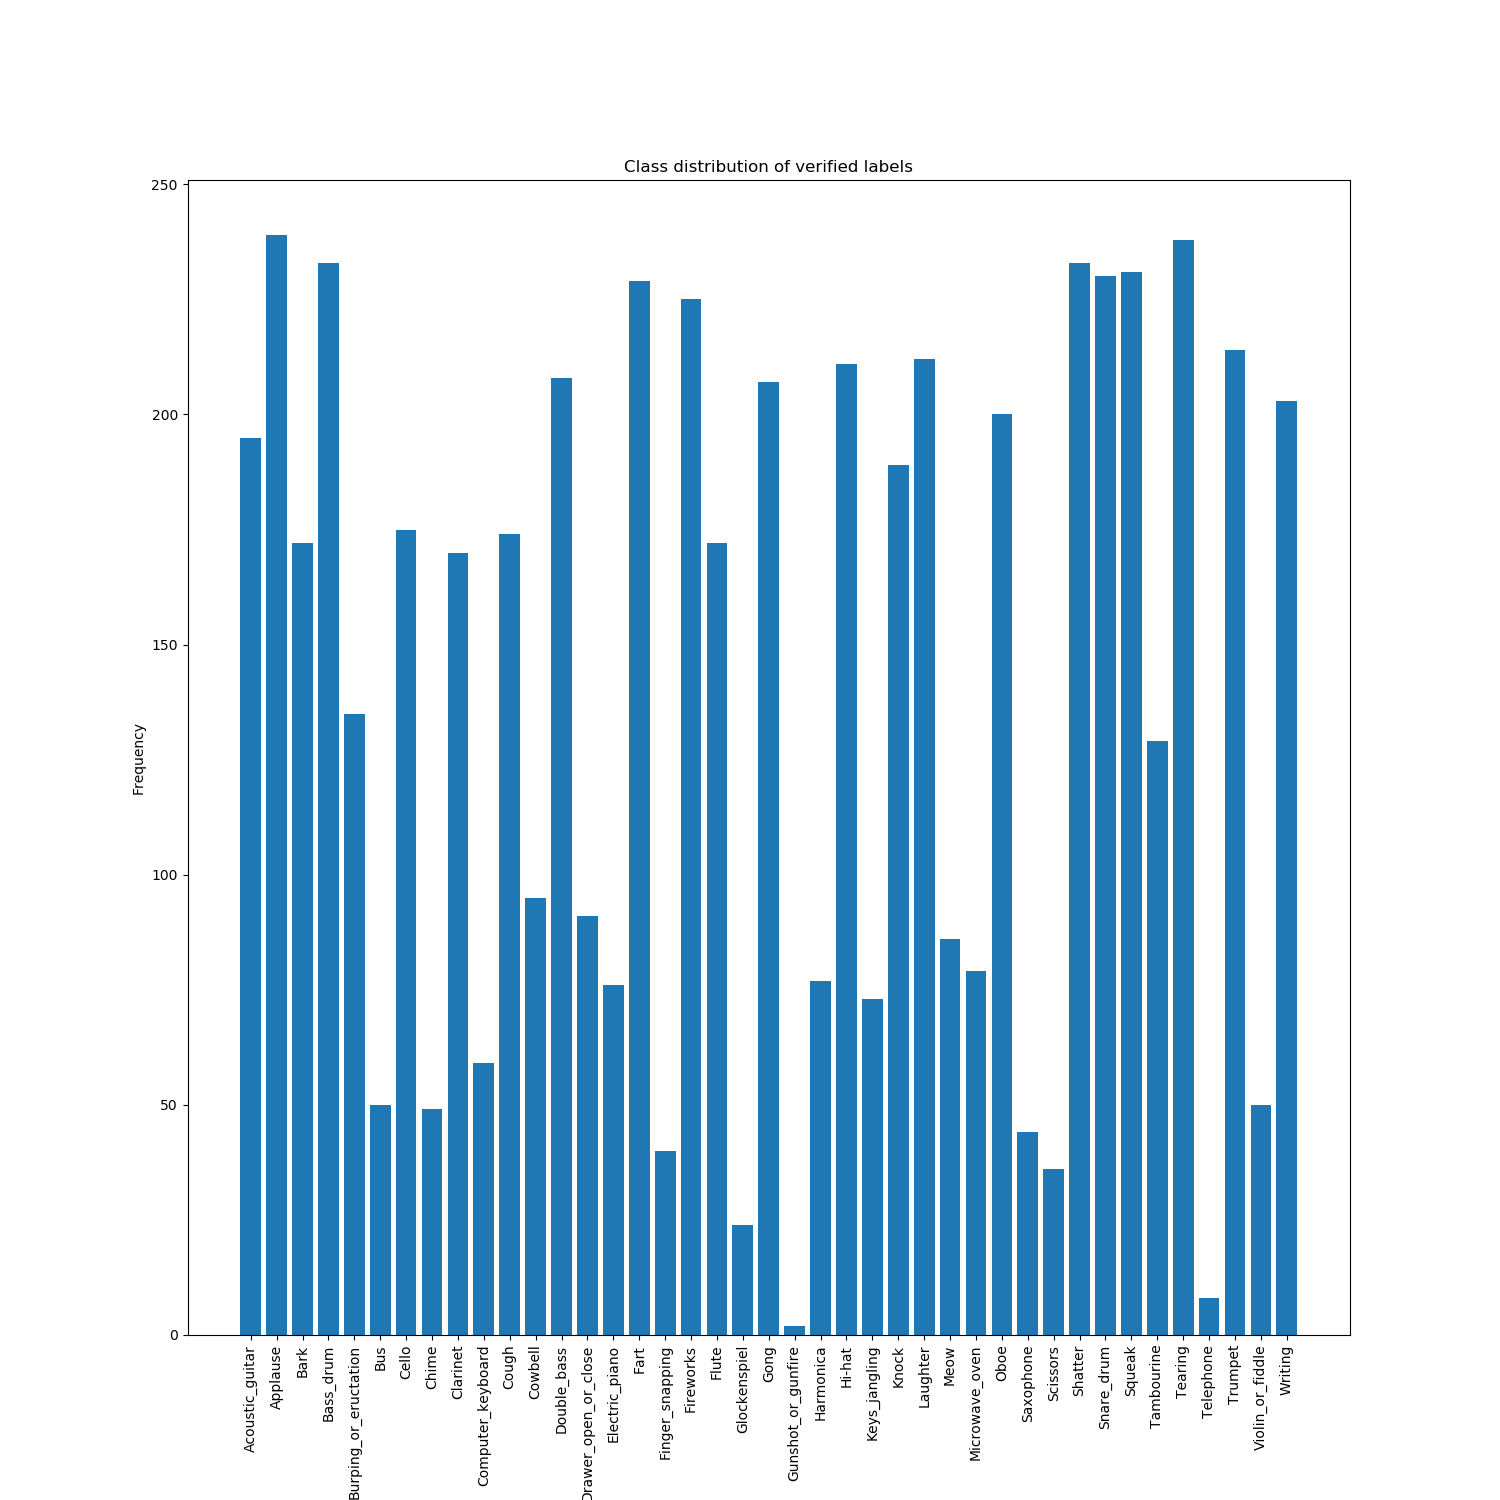 Class distribution of verified labels
250
200
150
100
50
0
Frequency
Acoustic_guitar
Applause
Bark
Bass_drum
Burping_or_eructation
Bus
Cello
Chime
Clarinet
Computer_keyboard
Cough
Cowbell
Double_bass
Drawer_open_or_close
Electric_piano
Fart
Finger_snapping
Fireworks
Flute
Glockenspiel
Gong
Gunshot_or_gunfire
Harmonica
Hi-hat
Keys_jangling
Knock
Laughter
Meow
Microwave_oven
Oboe
Saxophone
Scissors
Shatter
Snare_drum
Squeak
Tambourine
Tearing
Telephone
Trumpet
Violin_or_fiddle
Writing